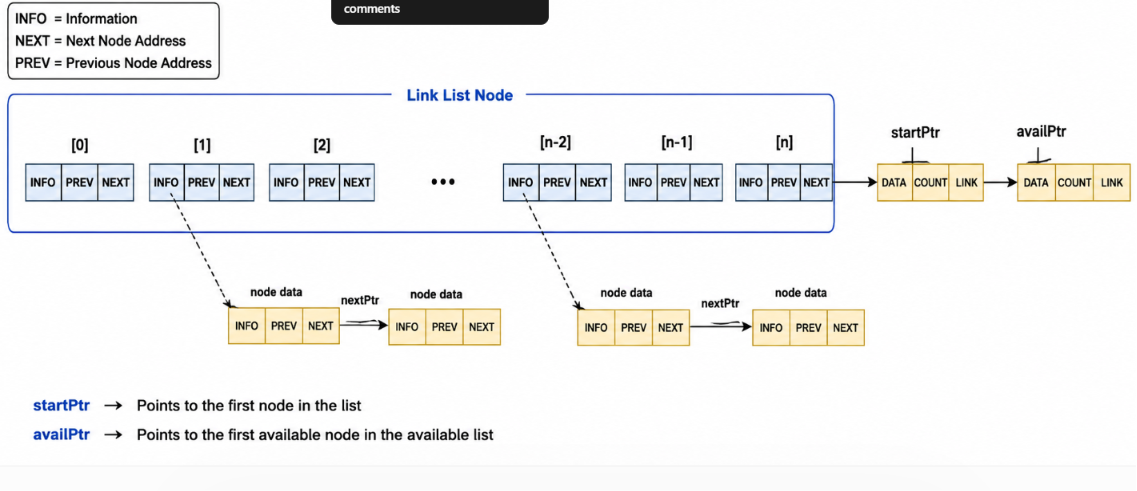 comments
INFO = Information
NEXT = Next Node Address
PREV = Previous Node Address
Link List Node
[0] [1] [2] [n-2] [n-1] [n]
startPtr availPtr
INFO PREV NEXT INFO PREV NEXT INFO PREV NEXT ••• INFO PREV NEXT INFO PREV NEXT INFO PREV NEXT DATA COUNT LINK DATA COUNT LINK
node data nextPtr node data node data nextPtr node data
INFO PREV NEXT INFO PREV NEXT INFO PREV NEXT INFO PREV NEXT
startPtr → Points to the first node in the list
availPtr → Points to the first available node in the available list